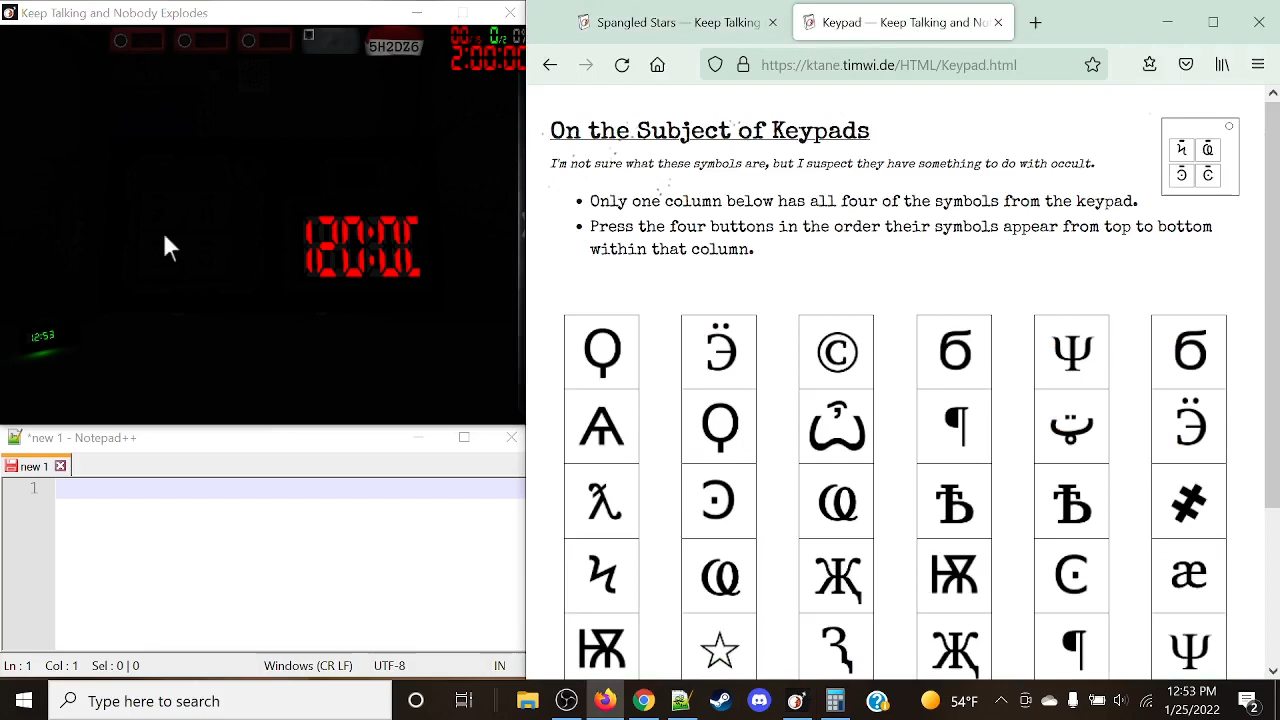 Keep Talking and Nobody Explodes
5H2DZ6
12:53
*new 1 - Notepad++
new 1
1
Ln : 1 Col : 1 Sel : 0 | 0 Windows (CR LF) UTF-8 IN
Spangled Stars — Keep Talking
Keypad — Keep Talking and No
https://ktane.timwi.de/HTML/Keypad.html
On the Subject of Keypads
I'm not sure what these symbols are, but I suspect they have something to do with occult.
• Only one column below has all four of the symbols from the keypad.
• Press the four buttons in the order their symbols appear from top to bottom
within that column.
Ϙ Ӭ © б Ψ б
Ѧ Ϙ Ѽ ¶ ټ Ӭ
ƛ Ͽ Ҩ Ѣ Ѣ ҂
Ϟ Ҩ Җ Ѭ Ͼ æ
Ѭ ☆ Ԇ Җ ¶ Ψ
Type here to search
54°F
12:53 PM
1/25/2022
2